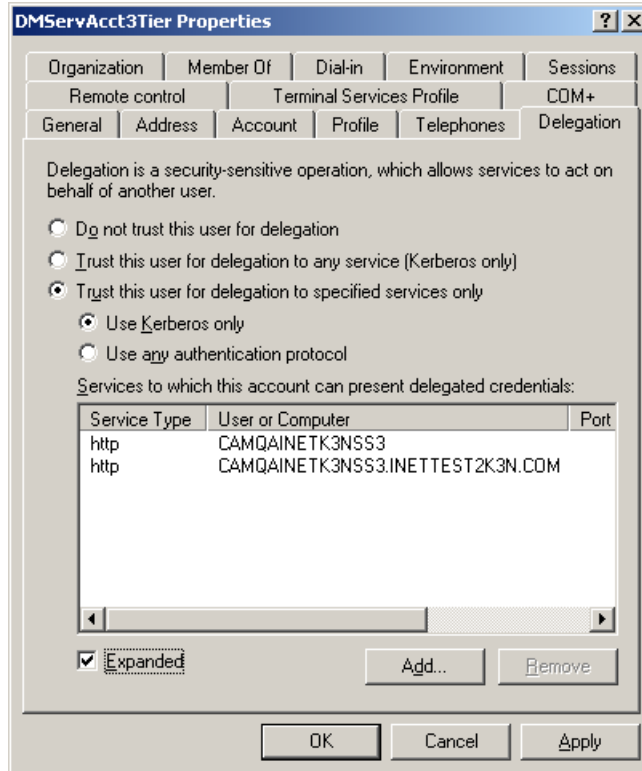 DMServAcct3Tier Properties
Organization Member Of Dial-in Environment Sessions
Remote control Terminal Services Profile COM+
General Address Account Profile Telephones Delegation
Delegation is a security-sensitive operation, which allows services to act on
behalf of another user.
Do not trust this user for delegation
Trust this user for delegation to any service (Kerberos only)
Trust this user for delegation to specified services only
Use Kerberos only
Use any authentication protocol
Services to which this account can present delegated credentials:
Service Type User or Computer Port
http CAMQAINETK3NSS3
http CAMQAINETK3NSS3.INETTEST2K3N.COM
Expanded Add... Remove
OK Cancel Apply